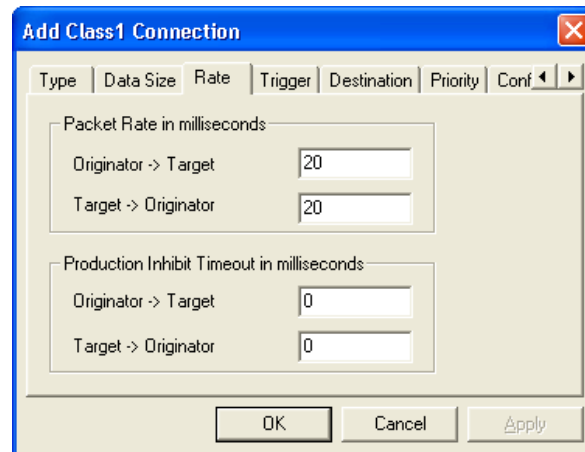 Add Class1 Connection
Type Data Size Rate Trigger Destination Priority Conf
Packet Rate in milliseconds
Originator -> Target 20
Target -> Originator 20
Production Inhibit Timeout in milliseconds
Originator -> Target 0
Target -> Originator 0
OK Cancel Apply